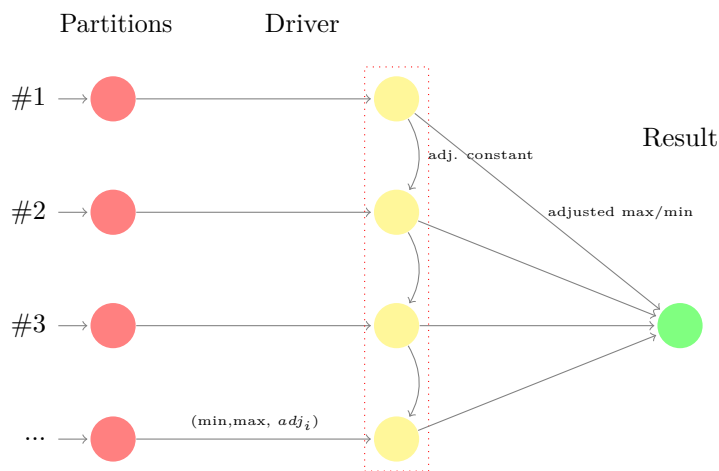 Partitions
Driver
#1
adj. constant
Result
#2
adjusted max/min
#3
(min,max, adj_i)
...